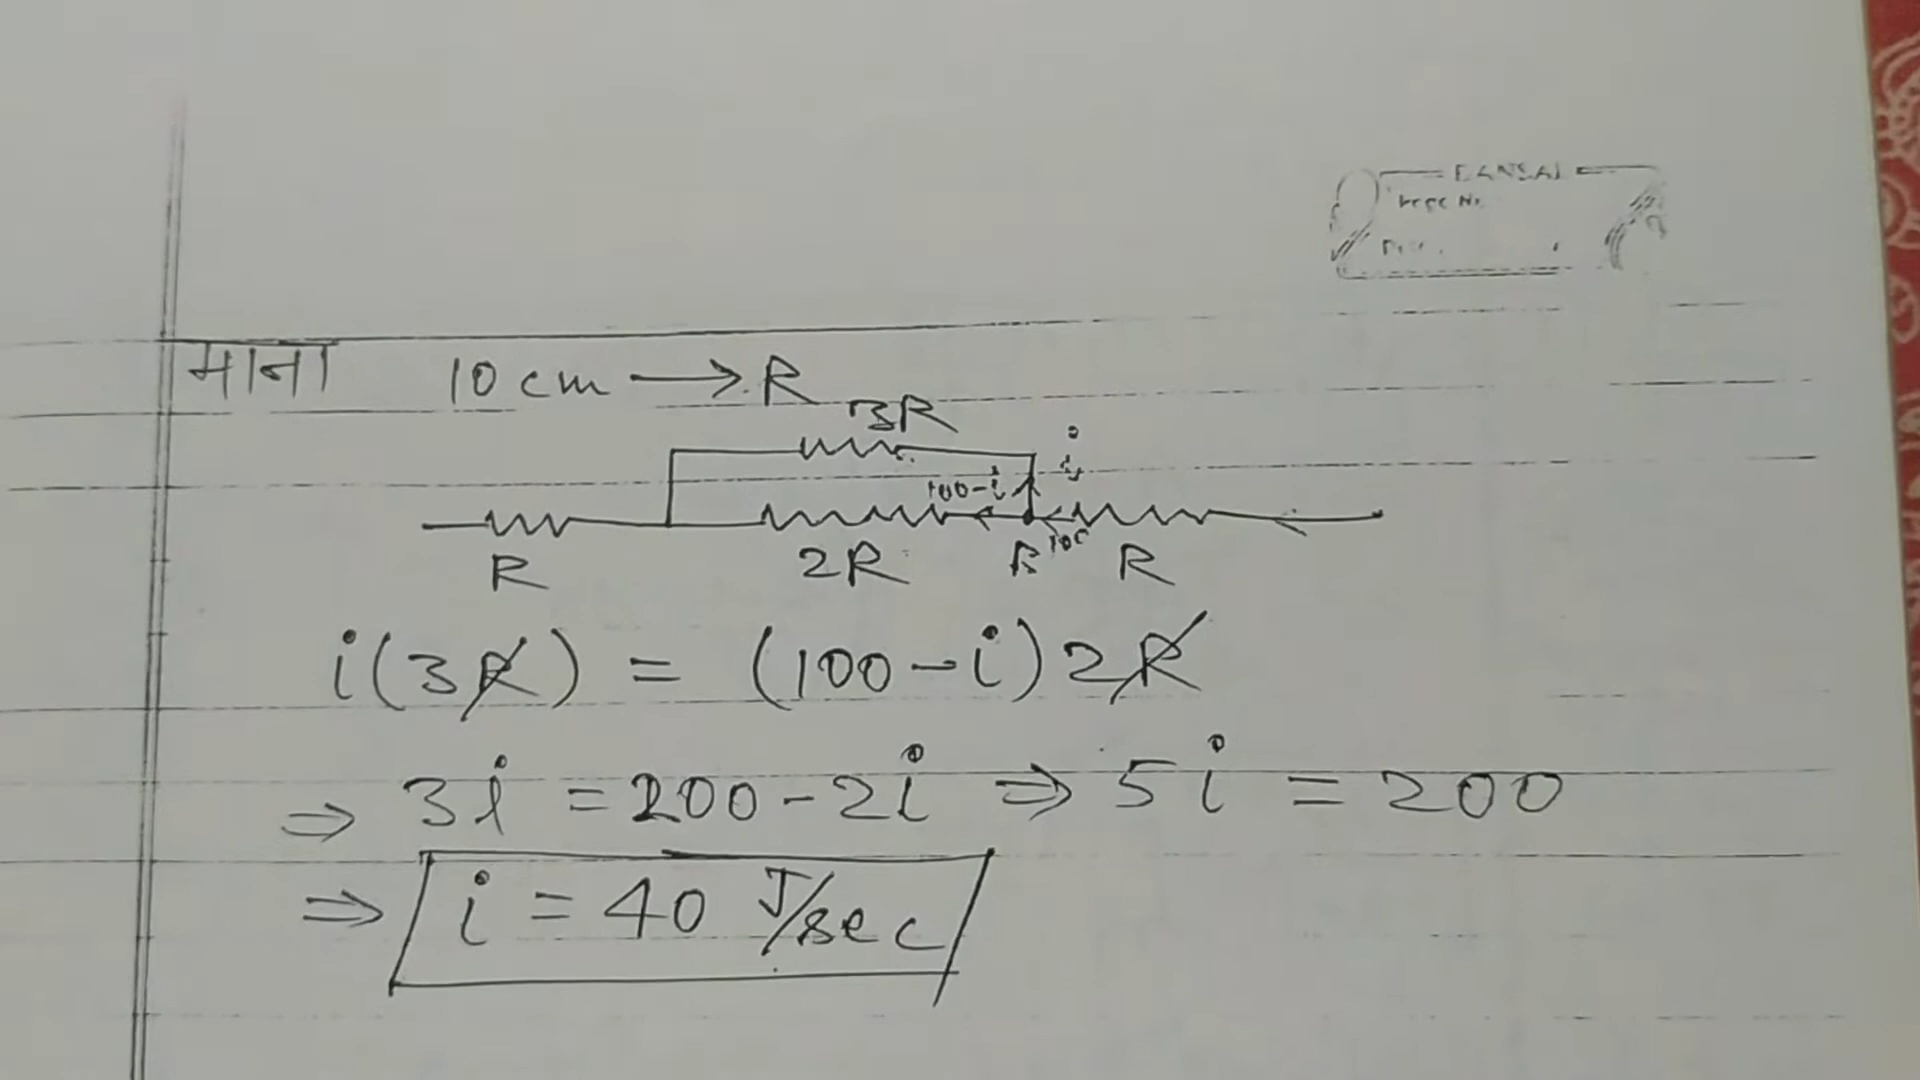 माना 10 cm → R
3R
i
100-i
100
R 2R R R
i(3R) = (100-i)2R
⇒ 3i = 200-2i ⇒ 5i = 200
⇒ i = 40 J/sec